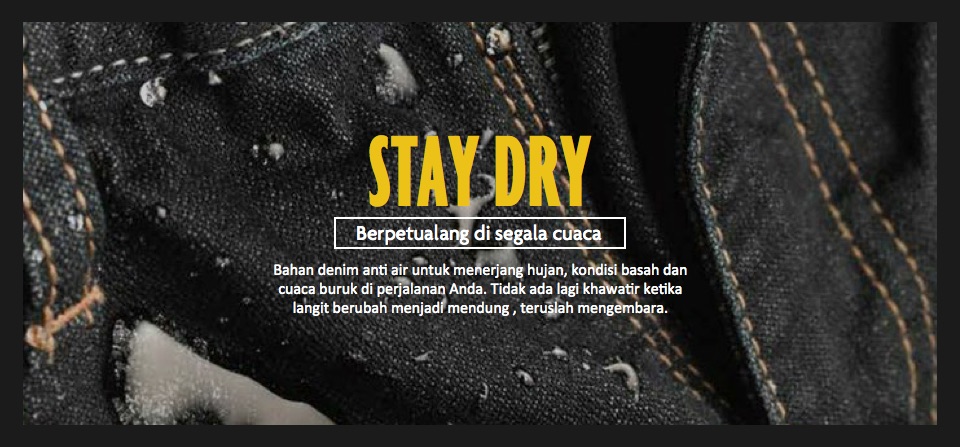 STAY DRY
Berpetualang di segala cuaca
Bahan denim anti air untuk menerjang hujan, kondisi basah dan
cuaca buruk di perjalanan Anda. Tidak ada lagi khawatir ketika
langit berubah menjadi mendung , teruslah mengembara.